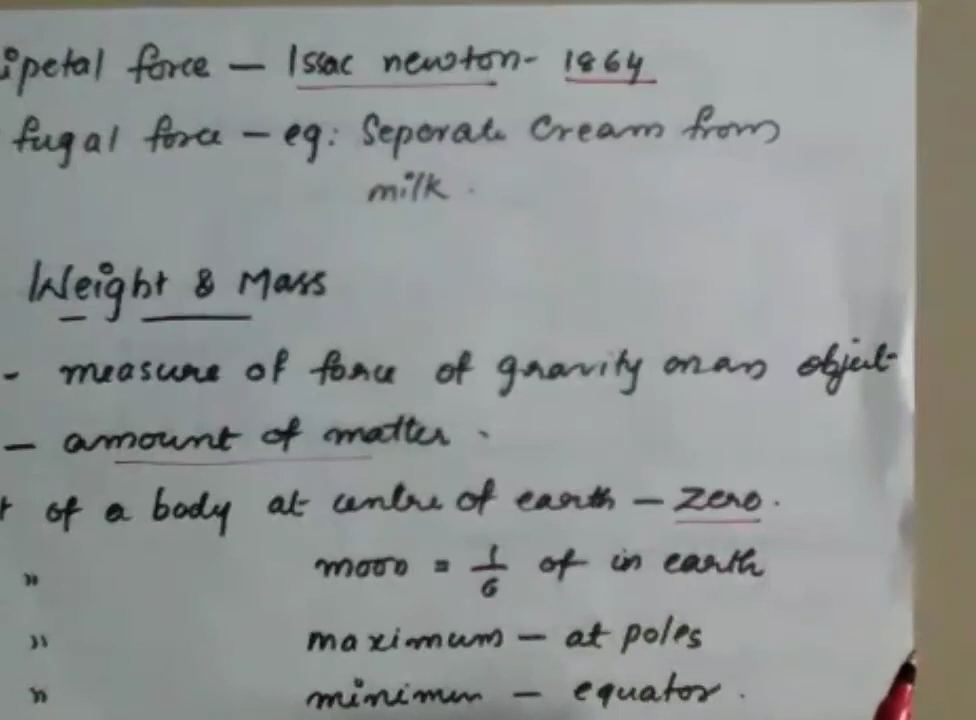 ipetal force - Issac newton- 1864
fugal force - eg: Seperate Cream from
milk.
Weight & Mass
- measure of force of gravity on an object
- amount of matter.
t of a body at centre of earth - Zero.
" moon = 1/6 of in earth
" maximum - at poles
" minimum - equator.